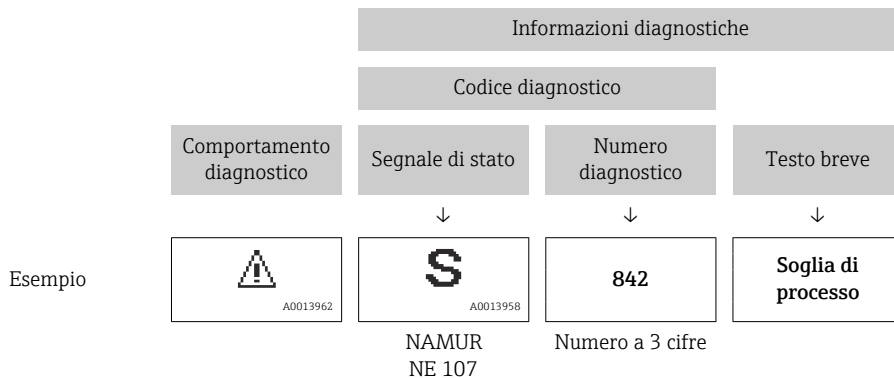 Informazioni diagnostiche
Codice diagnostico
Comportamento
diagnostico
Segnale di stato
Numero
diagnostico
Testo breve
↓ ↓ ↓
Esempio
A0013962
S
A0013958
842
Soglia di
processo
NAMUR
NE 107
Numero a 3 cifre